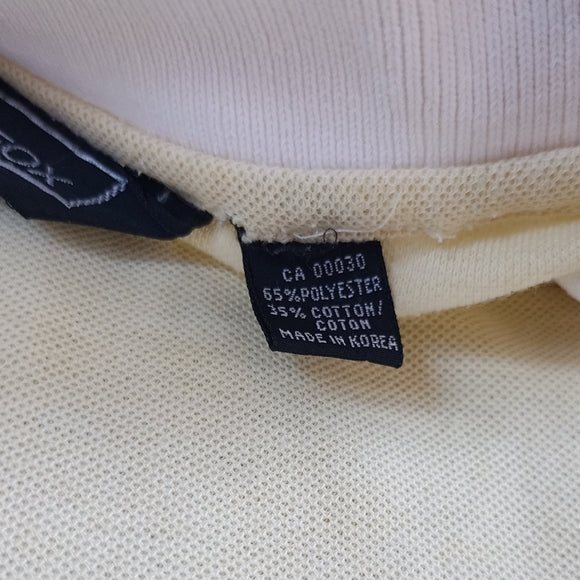 CA 00030
65%POLYESTER
35% COTTON/
COTON
MADE IN KOREA